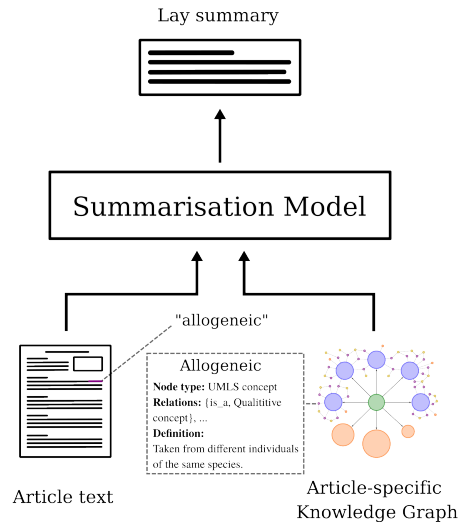 Lay summary
Summarisation Model
"allogeneic"
Allogeneic
Node type: UMLS concept
Relations: {is_a, Qualititive
concept}, ...
Definition:
Taken from different individuals
of the same species.
Article text
Article-specific
Knowledge Graph